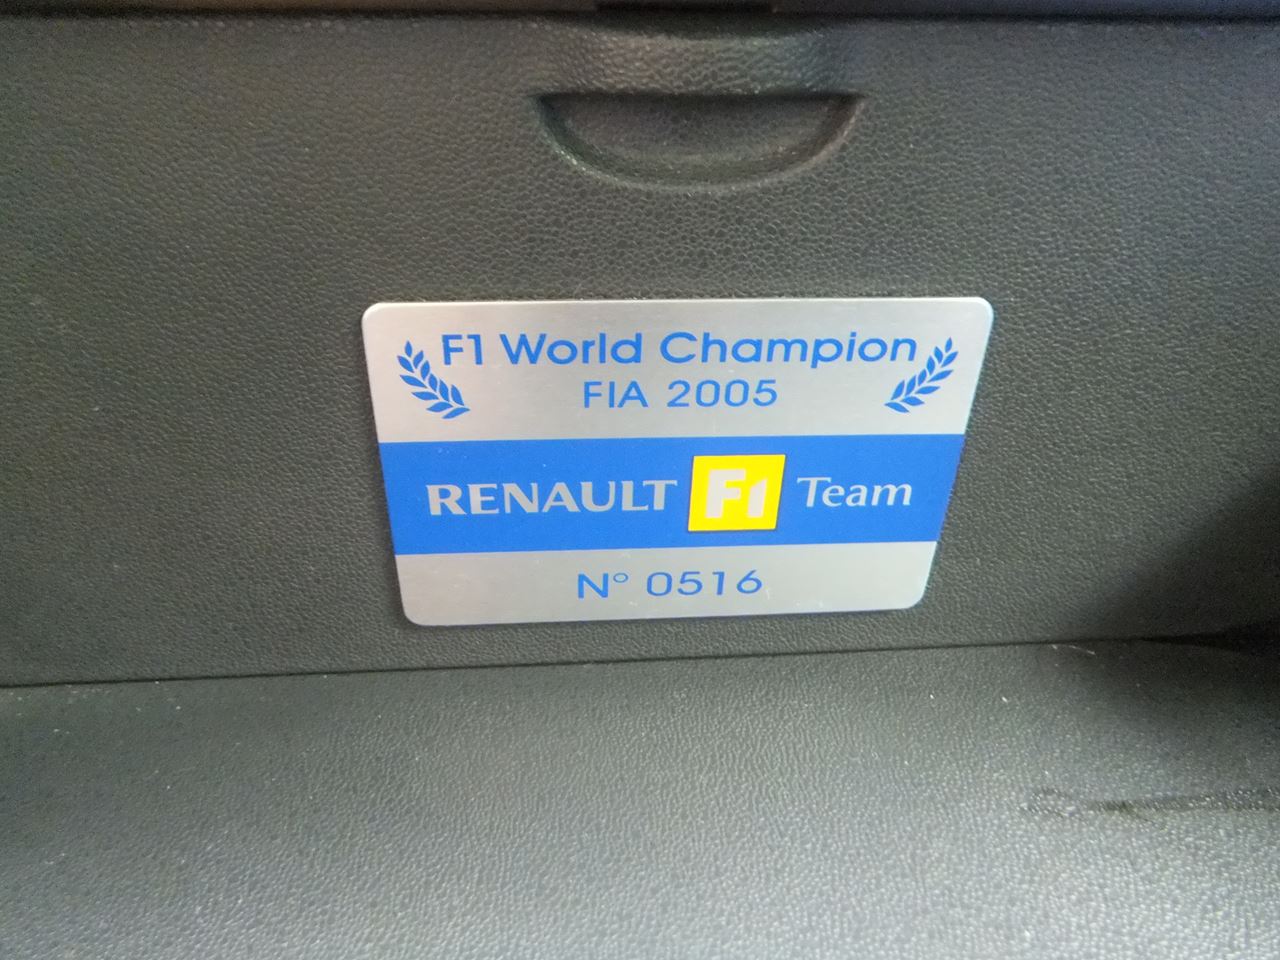 F1 World Champion
FIA 2005
RENAULT F1 Team
N° 0516